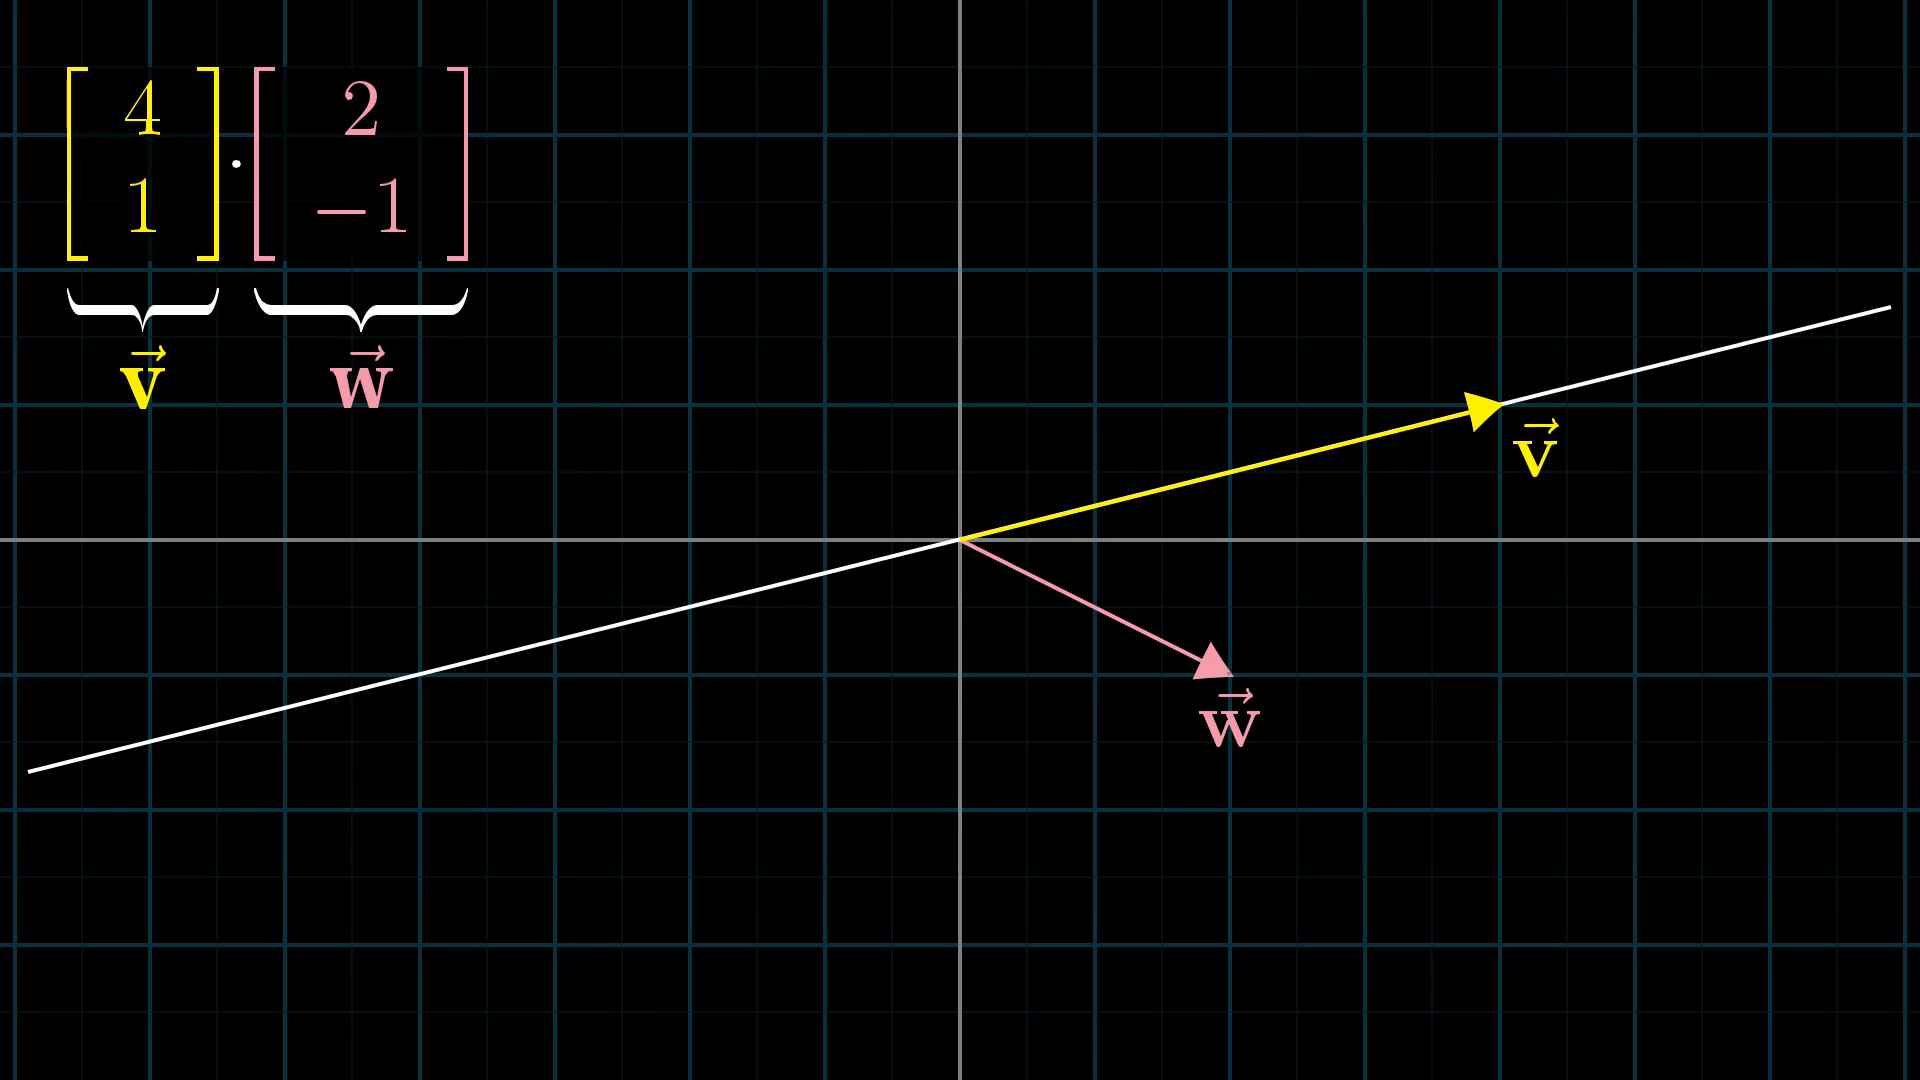 [4 1] · [2 −1]
v⃗ w⃗
v⃗
w⃗